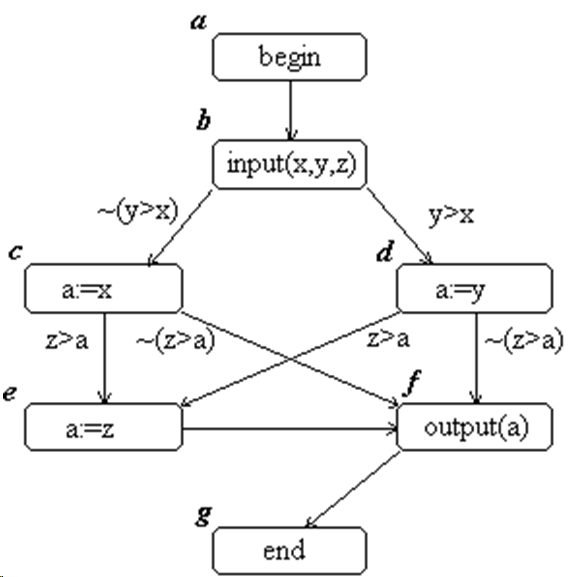 a
begin
b
input(x,y,z)
~(y>x)
y>x
c
d
a:=x
a:=y
z>a
~(z>a)
z>a
~(z>a)
e
f
a:=z
output(a)
g
end